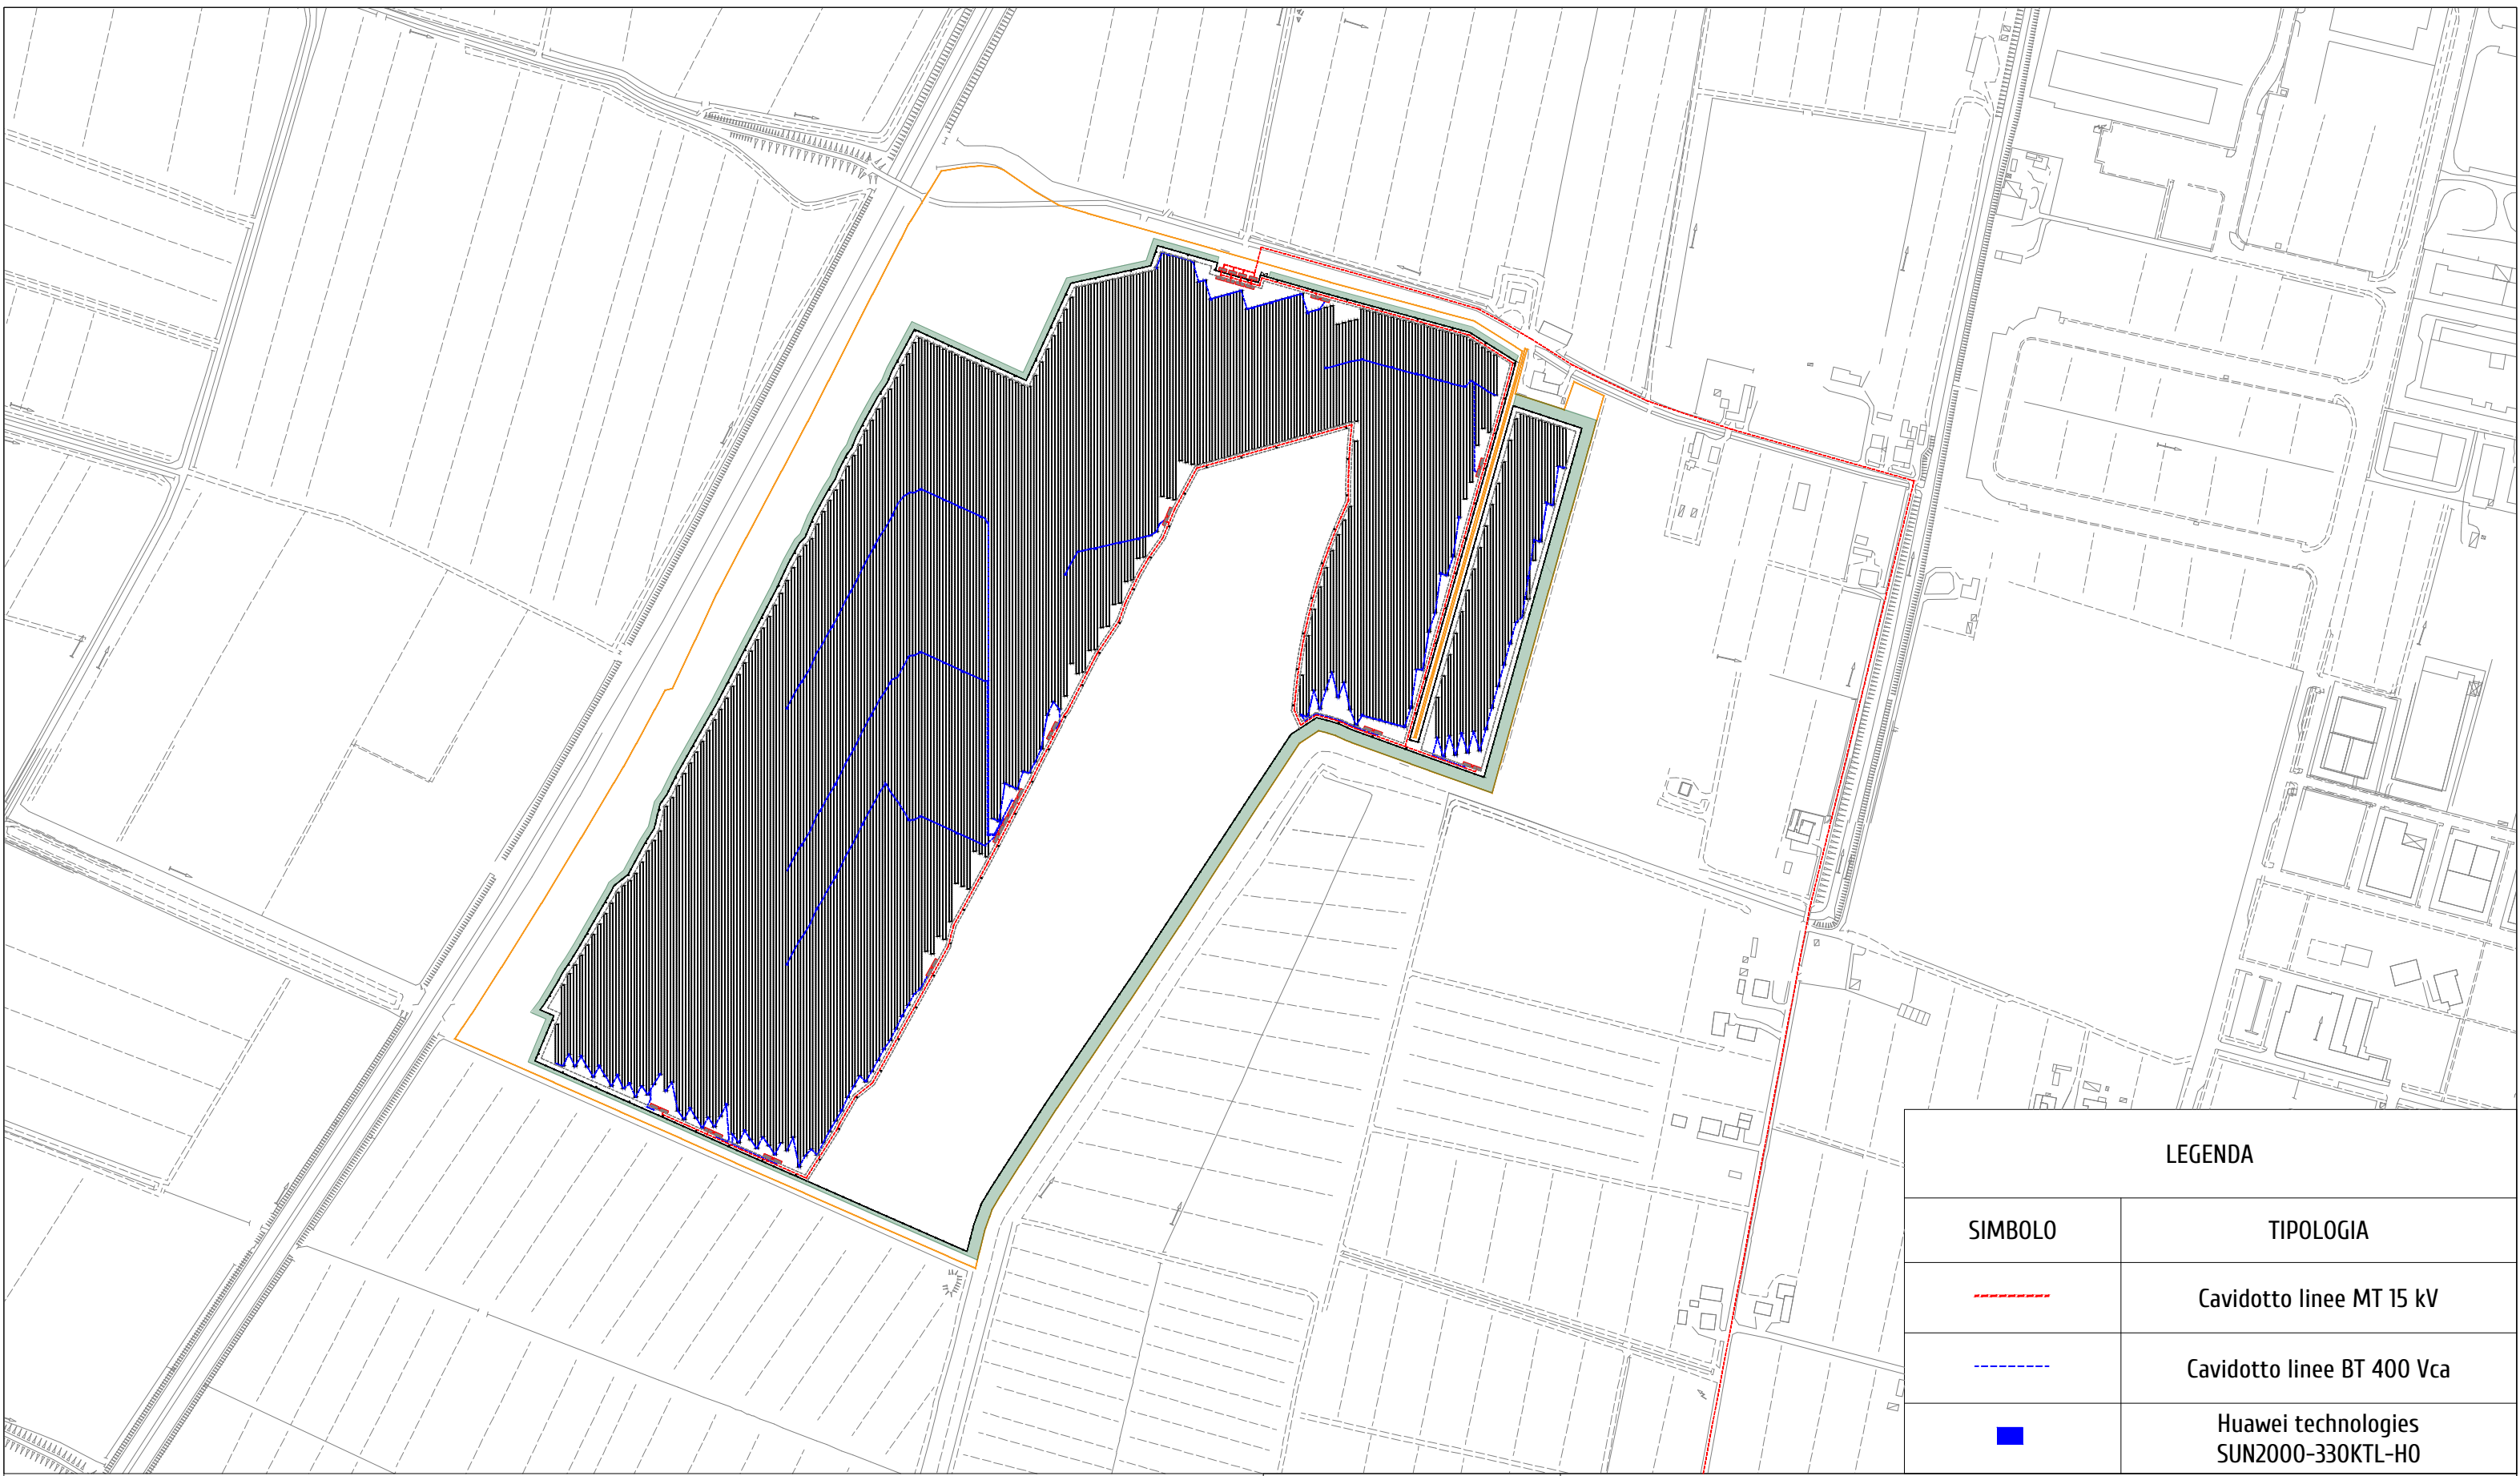 LEGENDA
SIMBOLO
TIPOLOGIA
Cavidotto linee MT 15 kV
Cavidotto linee BT 400 Vca
Huawei technologies
SUN2000-330KTL-H0